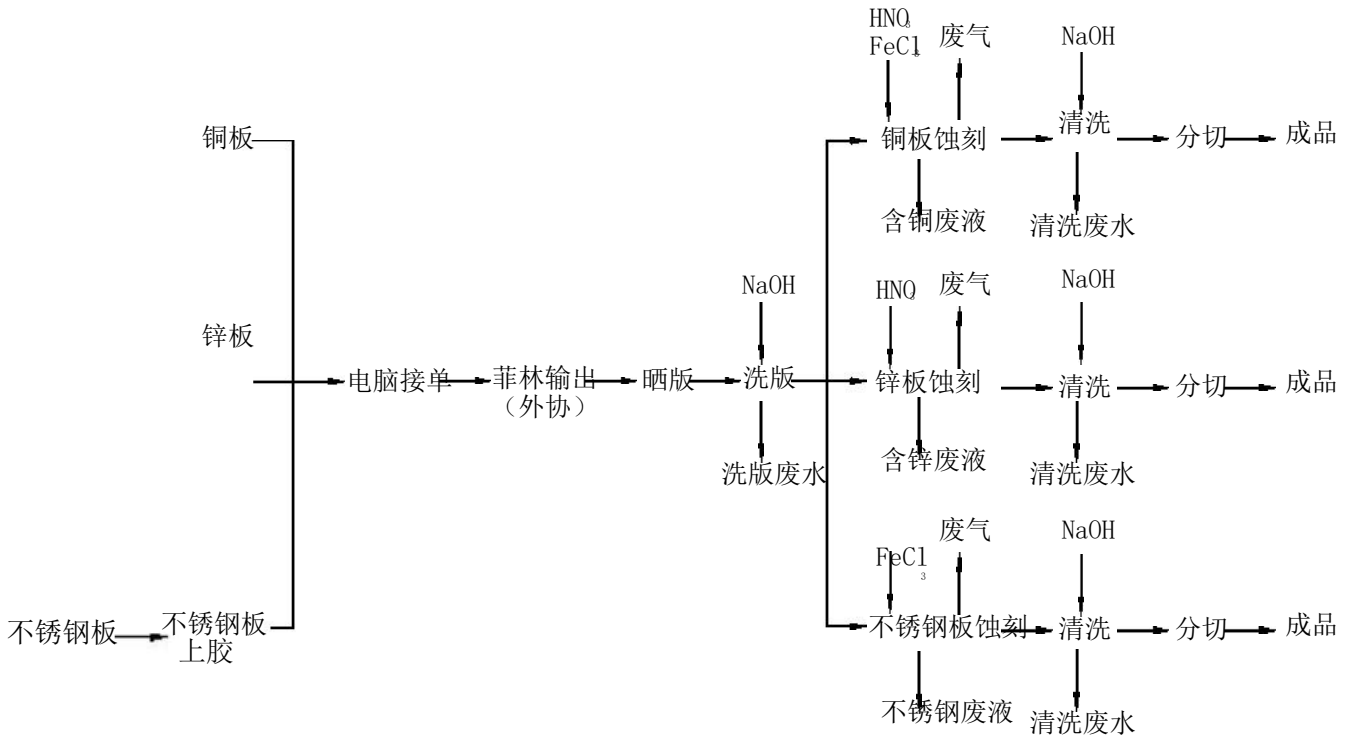 HNO3
FeCl3
废气
NaOH
铜板
铜板蚀刻
清洗
分切
成品
含铜废液
清洗废水
锌板
NaOH
HNO3
废气
NaOH
电脑接单
菲林输出
（外协）
晒版
洗版
锌板蚀刻
清洗
分切
成品
洗版废水
含锌废液
清洗废水
废气
NaOH
FeCl3
不锈钢板
不锈钢板
上胶
不锈钢板蚀刻
清洗
分切
成品
不锈钢废液
清洗废水